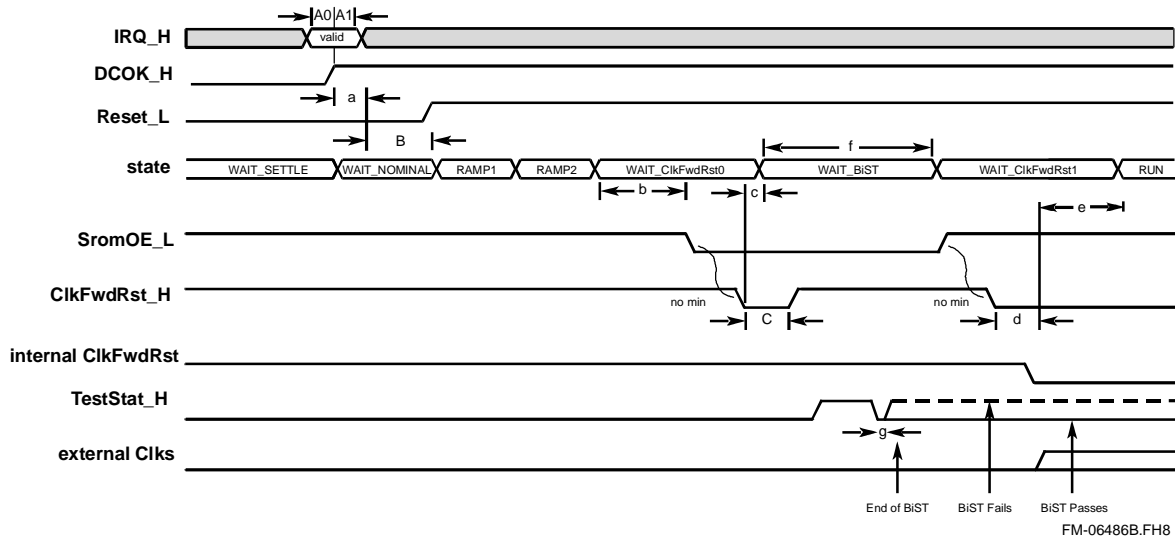 A0 A1
IRQ_H valid
DCOK_H
a
Reset_L
B
f
state WAIT_SETTLE WAIT_NOMINAL RAMP1 RAMP2 WAIT_ClkFwdRst0 WAIT_BiST WAIT_ClkFwdRst1 RUN
b c e
SromOE_L
ClkFwdRst_H no min no min
C d
internal ClkFwdRst
TestStat_H
g
external Clks
End of BiST BiST Fails BiST Passes
FM-06486B.FH8